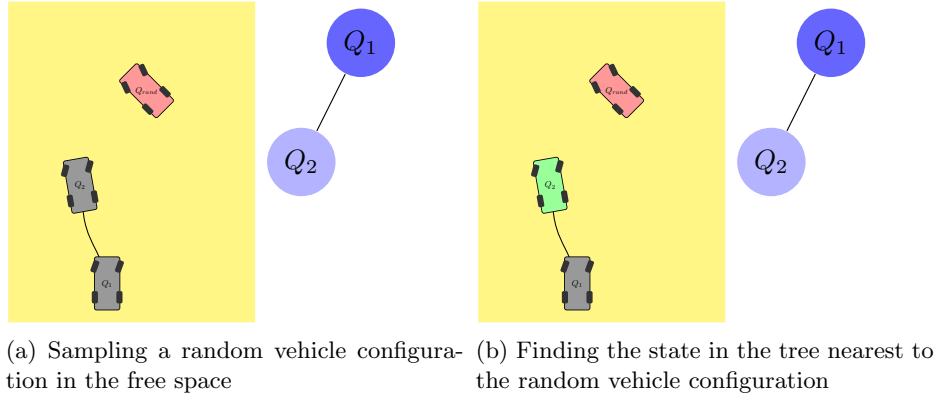 Q1
Qrand
Q2
Q2
Q1
Q1
Qrand
Q2
Q2
Q1
(a) Sampling a random vehicle configura-
tion in the free space
(b) Finding the state in the tree nearest to
the random vehicle configuration